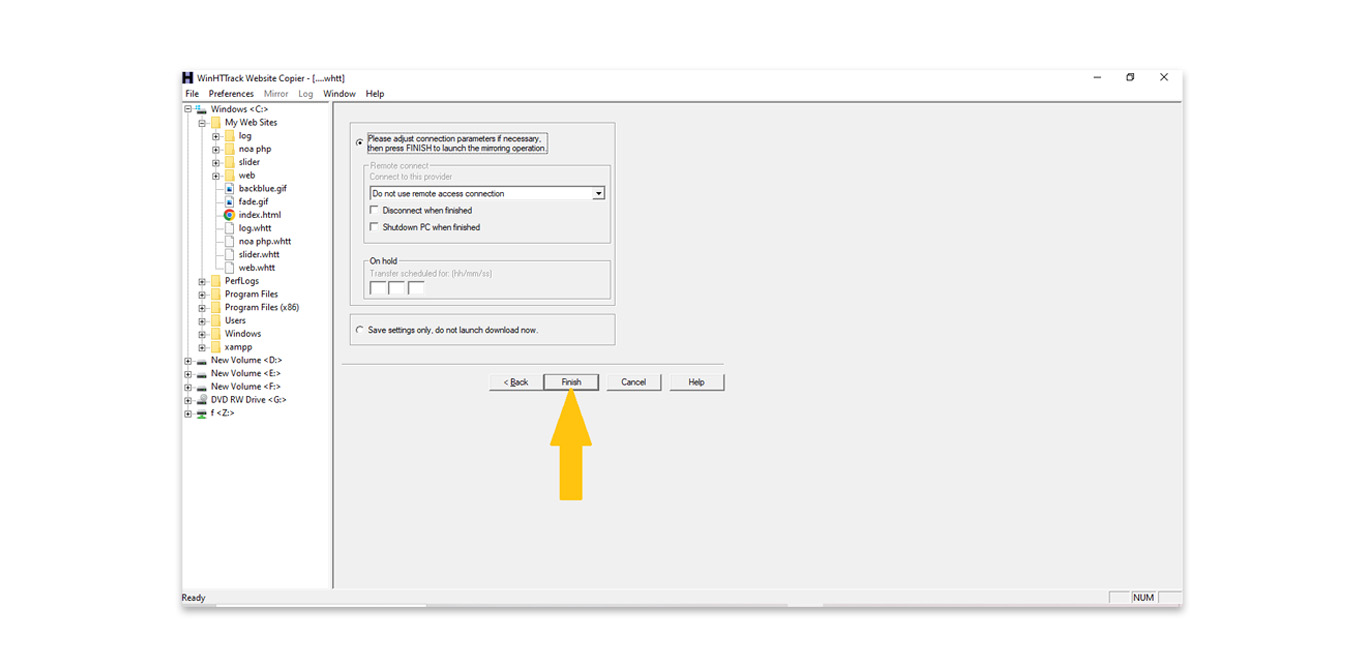 WinHTTrack Website Copier - [....whtt]
File Preferences Mirror Log Window Help
Windows <C:>
My Web Sites
log
noa php
slider
web
backblue.gif
fade.gif
index.html
log.whtt
noa php.whtt
slider.whtt
web.whtt
PerfLogs
Program Files
Program Files (x86)
Users
Windows
xampp
New Volume <D:>
New Volume <E:>
New Volume <F:>
DVD RW Drive <G:>
f <Z:>
Please adjust connection parameters if necessary,
then press FINISH to launch the mirroring operation.
Remote connect
Connect to this provider
Do not use remote access connection
Disconnect when finished
Shutdown PC when finished
On hold
Transfer scheduled for: (hh/mm/ss)
Save settings only, do not launch download now.
< Back Finish Cancel Help
Ready NUM